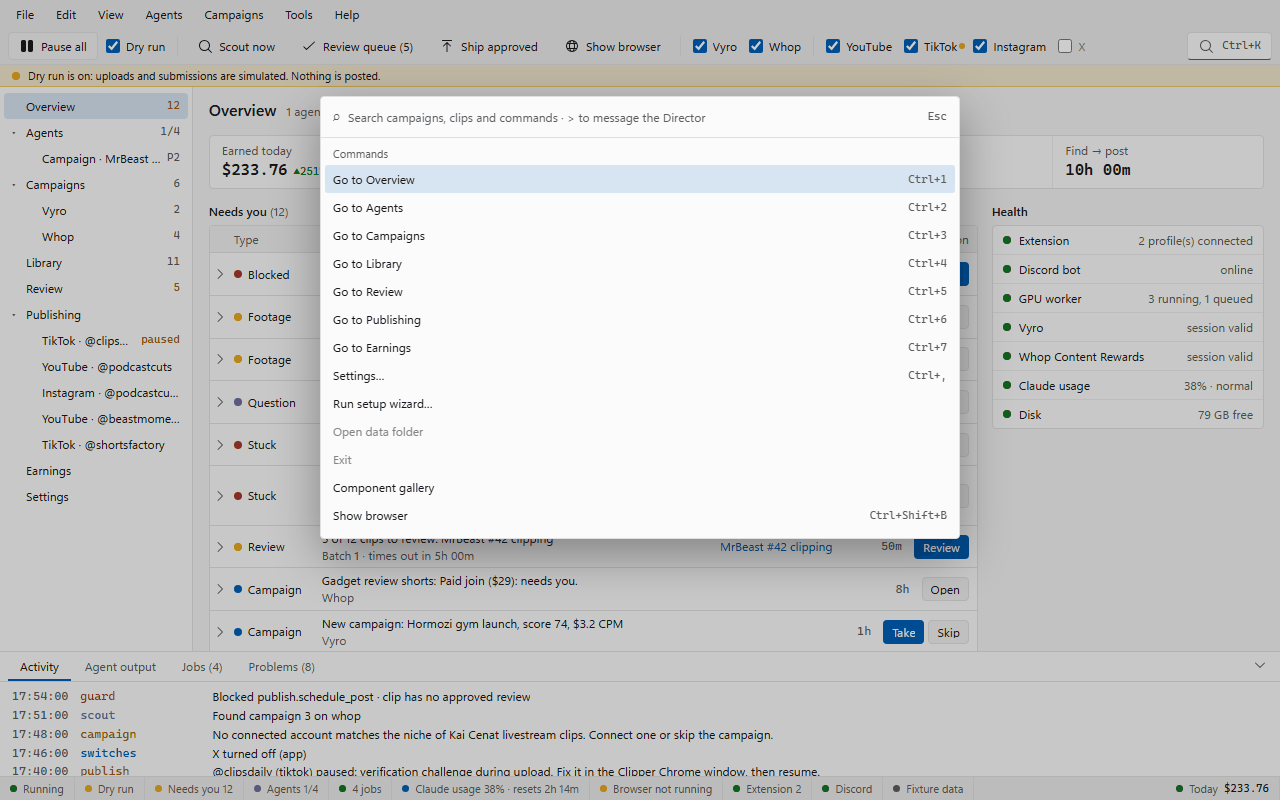 File Edit View Agents Campaigns Tools Help
Pause all Dry run Scout now Review queue (5) Ship approved Show browser Vyro Whop YouTube TikTok Instagram X Ctrl+K
Dry run is on: uploads and submissions are simulated. Nothing is posted.
Overview 12
Agents 1/4
Campaign · MrBeast ... P2
Campaigns 6
Vyro 2
Whop 4
Library 11
Review 5
Publishing
TikTok · @clips... paused
YouTube · @podcastcuts
Instagram · @podcastcu...
YouTube · @beastmome...
TikTok · @shortsfactory
Earnings
Settings
Overview 1 agen
Earned today
$233.76 ▲251
Find → post
10h 00m
Needs you (12)
Type
Blocked
Footage
Footage
Question
Stuck
Stuck
Review 5 of 12 clips to review: MrBeast #42 clipping MrBeast #42 clipping 50m Review
Batch 1 · times out in 5h 00m
Campaign Gadget review shorts: Paid join ($29): needs you. 8h Open
Whop
Campaign New campaign: Hormozi gym launch, score 74, $3.2 CPM 1h Take Skip
Vyro
Search campaigns, clips and commands · > to message the Director Esc
Commands
Go to Overview Ctrl+1
Go to Agents Ctrl+2
Go to Campaigns Ctrl+3
Go to Library Ctrl+4
Go to Review Ctrl+5
Go to Publishing Ctrl+6
Go to Earnings Ctrl+7
Settings... Ctrl+,
Run setup wizard...
Open data folder
Exit
Component gallery
Show browser Ctrl+Shift+B
Health
Extension 2 profile(s) connected
Discord bot online
GPU worker 3 running, 1 queued
Vyro session valid
Whop Content Rewards session valid
Claude usage 38% · normal
Disk 79 GB free
Activity Agent output Jobs (4) Problems (8)
17:54:00 guard Blocked publish.schedule_post · clip has no approved review
17:51:00 scout Found campaign 3 on whop
17:48:00 campaign No connected account matches the niche of Kai Cenat livestream clips. Connect one or skip the campaign.
17:46:00 switches X turned off (app)
17:40:00 publish @clipsdaily (tiktok) paused: verification challenge during upload. Fix it in the Clipper Chrome window, then resume.
Running Dry run Needs you 12 Agents 1/4 4 jobs Claude usage 38% · resets 2h 14m Browser not running Extension 2 Discord Fixture data Today $233.76